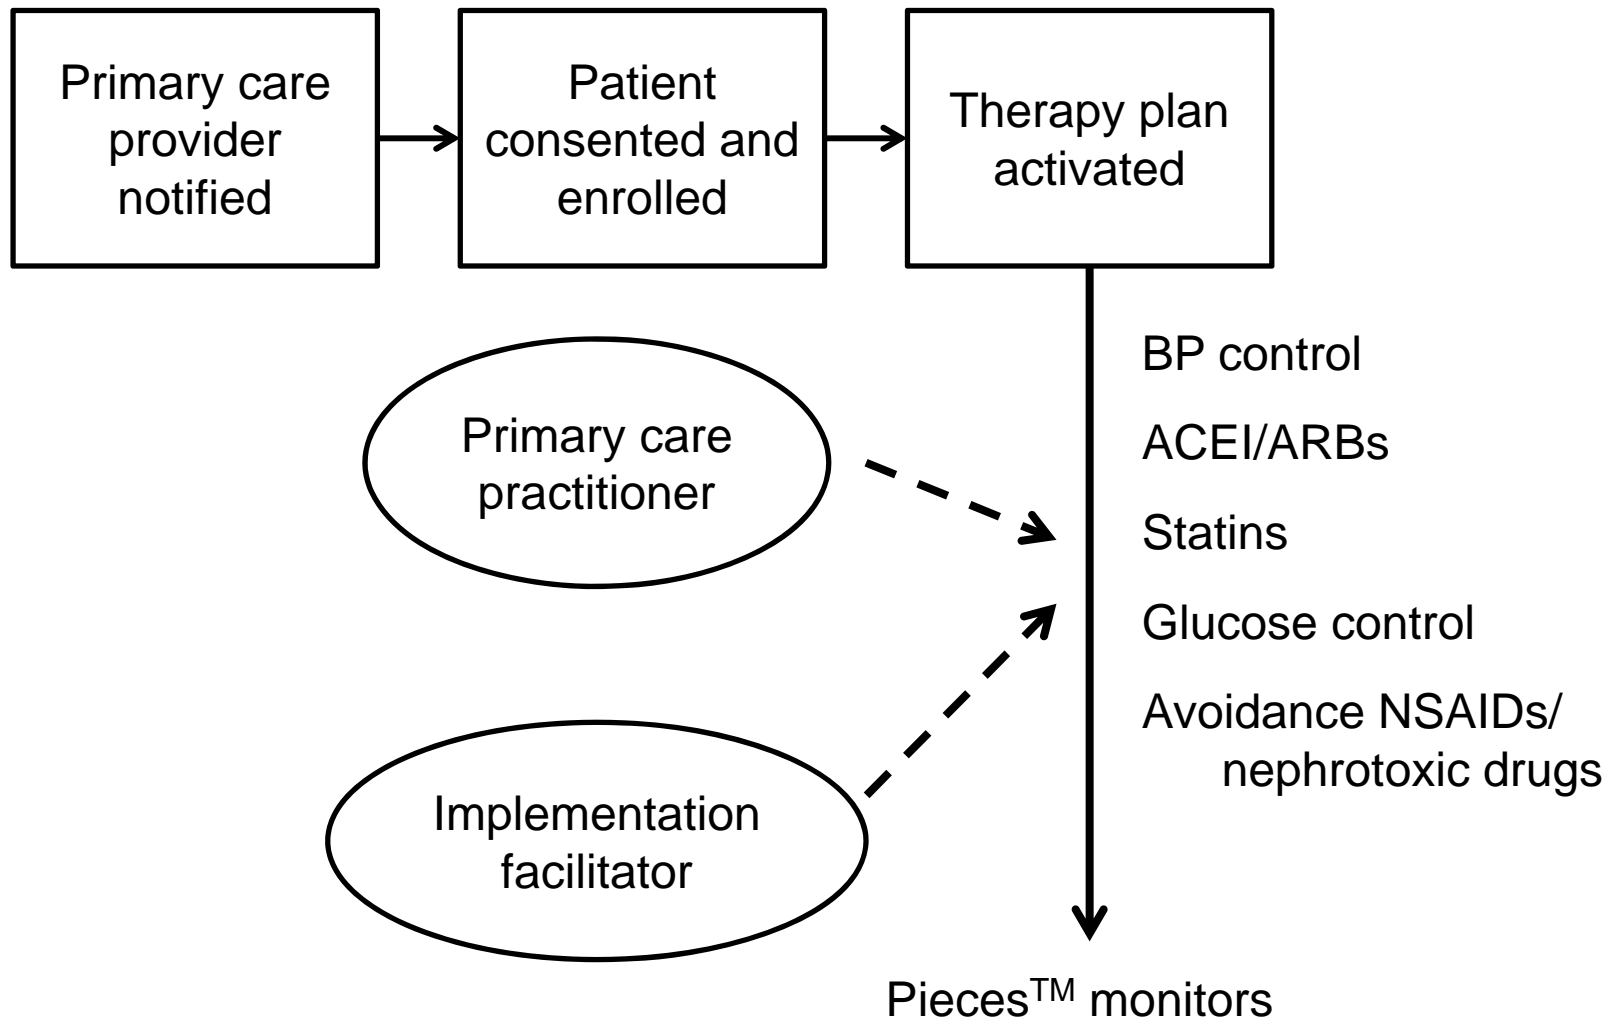 Primary care
provider
notified
Patient
consented and
enrolled
Therapy plan
activated
BP control
Primary care
practitioner
ACEI/ARBs
Statins
Glucose control
Avoidance NSAIDs/
nephrotoxic drugs
Implementation
facilitator
Pieces™ monitors